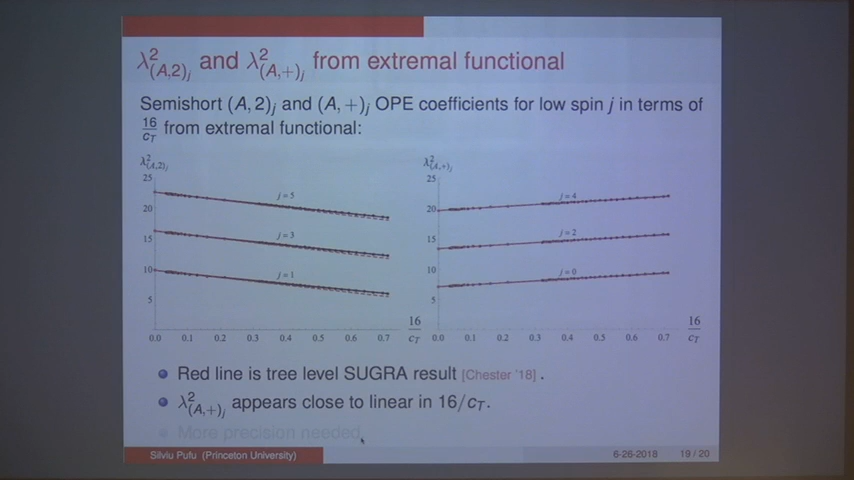 λ²(A,2)j and λ²(A,+)j from extremal functional
Semishort (A, 2)j and (A, +)j OPE coefficients for low spin j in terms of
16/cT from extremal functional:
λ²(A,2)j
25
20
15
10
5
j = 5
j = 3
j = 1
0.0 0.1 0.2 0.3 0.4 0.5 0.6 0.7
16/cT
λ²(A,+)j
25
20
15
10
5
j = 4
j = 2
j = 0
0.0 0.1 0.2 0.3 0.4 0.5 0.6 0.7
16/cT
Red line is tree level SUGRA result [Chester '18] .
λ²(A,+)j appears close to linear in 16/cT.
More precision needed.
Silviu Pufu (Princeton University) 6-26-2018 19 / 20